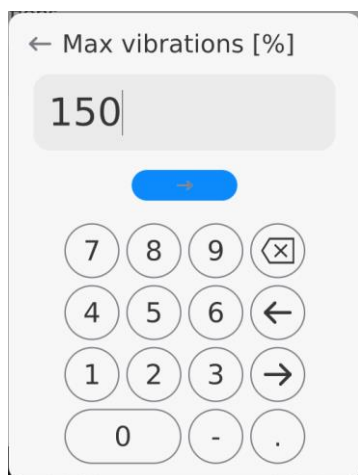 ← Max vibrations [%]
150
→
7 8 9 ⌫
4 5 6 ←
1 2 3 →
0 - .